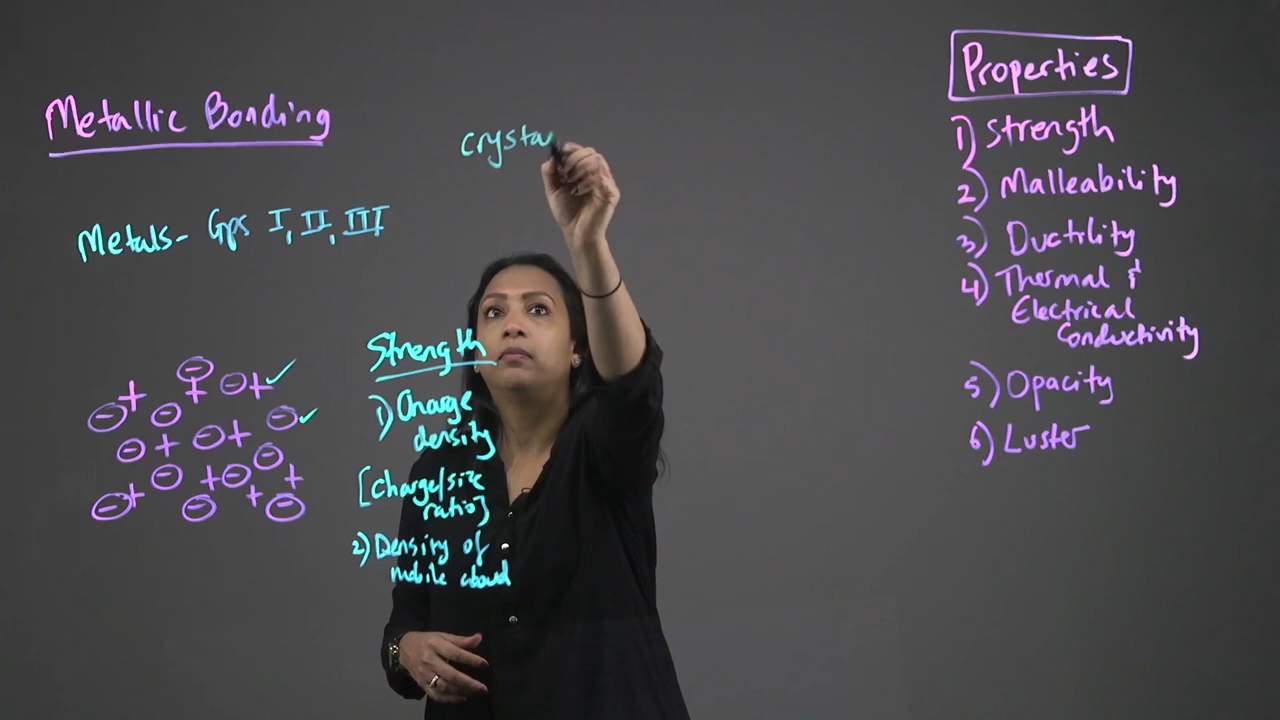 Metallic Bonding
Metals - Gps I, II, III
crysta
Strength
1) Charge
density
[Charge/size
ratio]
2) Density of
mobile cloud
Properties
1) Strength
2) Malleability
3) Ductility
4) Thermal &
Electrical
Conductivity
5) Opacity
6) Luster